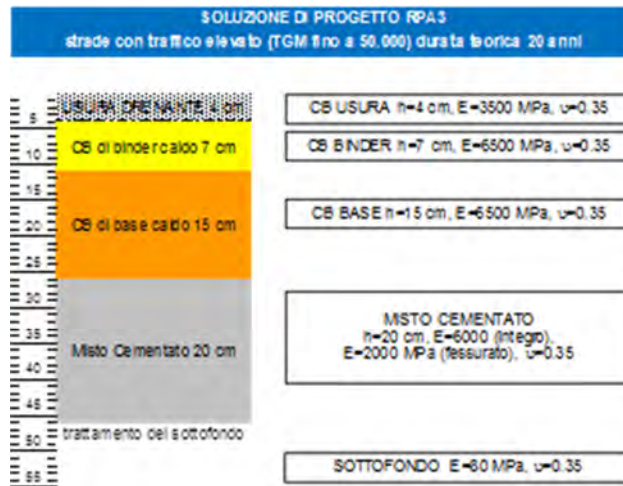 SOLUZIONE DI PROGETTO RPA3
strade con traffico elevato (TGM fino a 50.000) durata teorica 20 anni
USURA DRENANTE 4 cm
CB USURA h=4 cm, E=3500 MPa, υ=0.35
5
CB di binder caldo 7 cm
CB BINDER h=7 cm, E=6500 MPa, υ=0.35
10
15
CB di base caldo 15 cm
CB BASE h=15 cm, E=6500 MPa, υ=0.35
20
25
30
MISTO CEMENTATO
h=20 cm, E=6000 (Integro),
E=2000 MPa (fessurato), υ=0.35
35
Misto Cementato 20 cm
40
45
trattamento del sottofondo
50
SOTTOFONDO E=80 MPa, υ=0.35
55